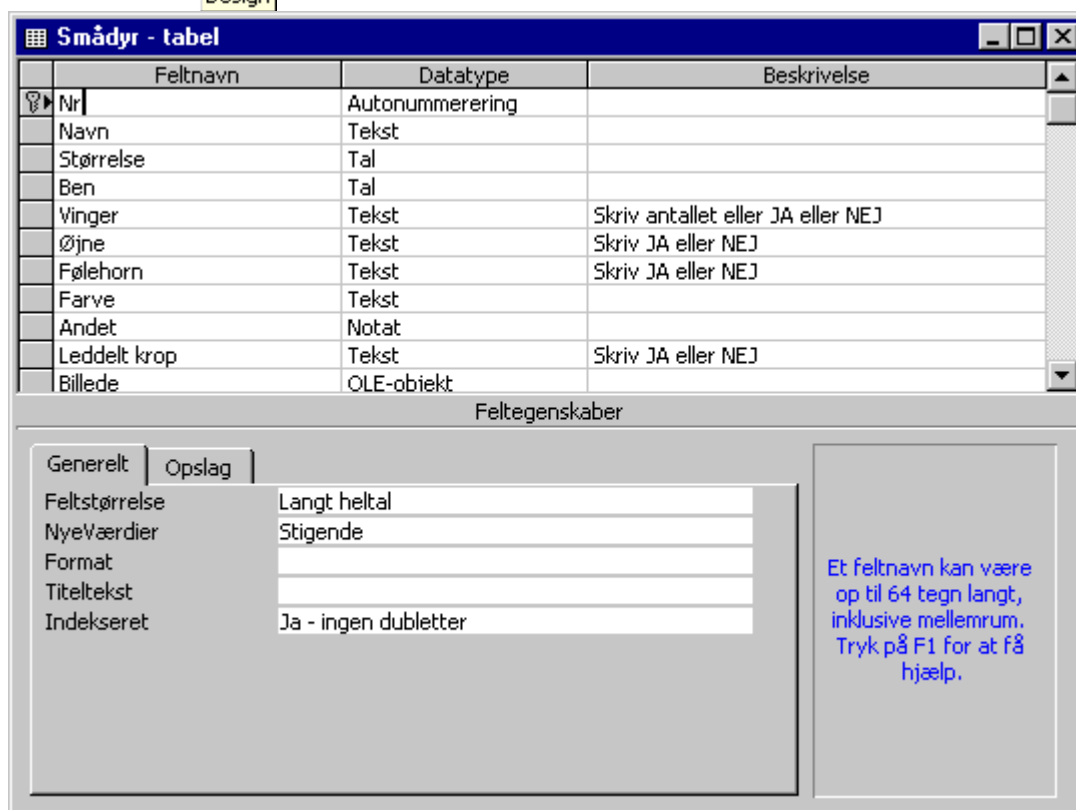 Design
Smådyr - tabel
Feltnavn Datatype Beskrivelse
Nr Autonummerering
Navn Tekst
Størrelse Tal
Ben Tal
Vinger Tekst Skriv antallet eller JA eller NEJ
Øjne Tekst Skriv JA eller NEJ
Følehorn Tekst Skriv JA eller NEJ
Farve Tekst
Andet Notat
Leddelt krop Tekst Skriv JA eller NEJ
Billede OLE-objekt
Feltegenskaber
Generelt Opslag
Feltstørrelse Langt heltal
NyeVærdier Stigende
Format
Titeltekst
Indekseret Ja - ingen dubletter
Et feltnavn kan være
op til 64 tegn langt,
inklusive mellemrum.
Tryk på F1 for at få
hjælp.